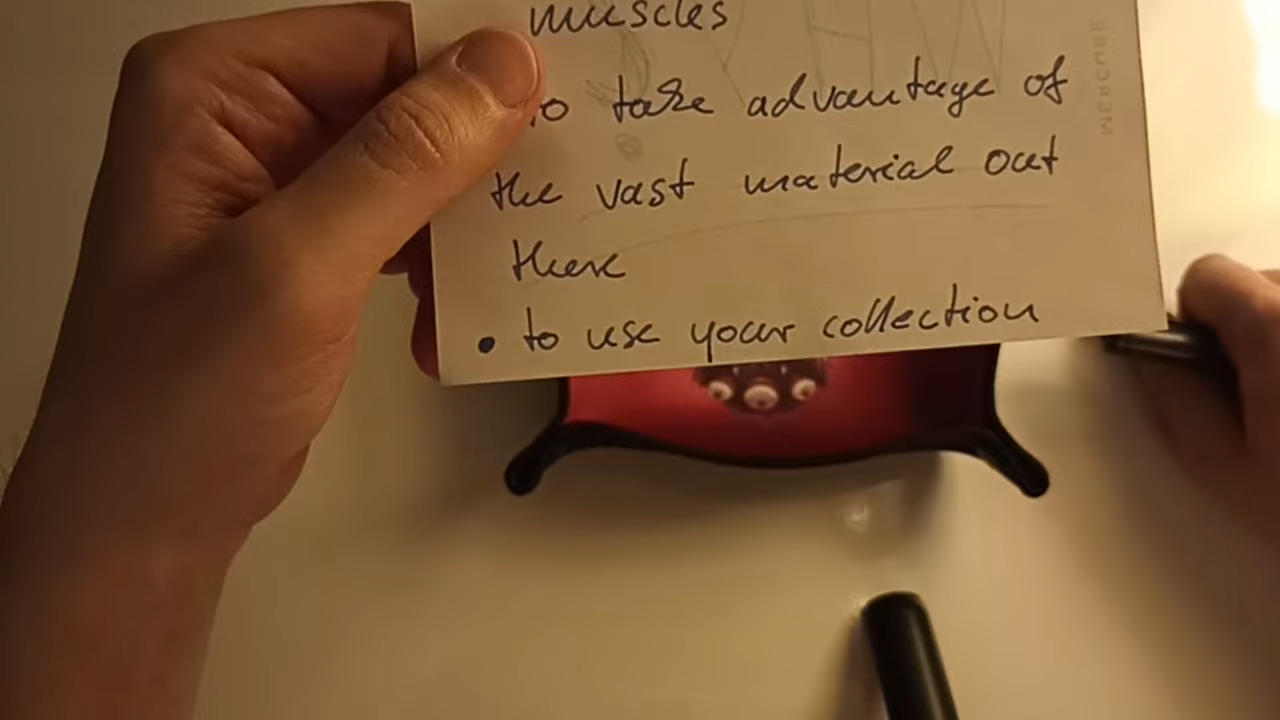 muscles
to take advantage of
the vast material out
there
• to use your collection